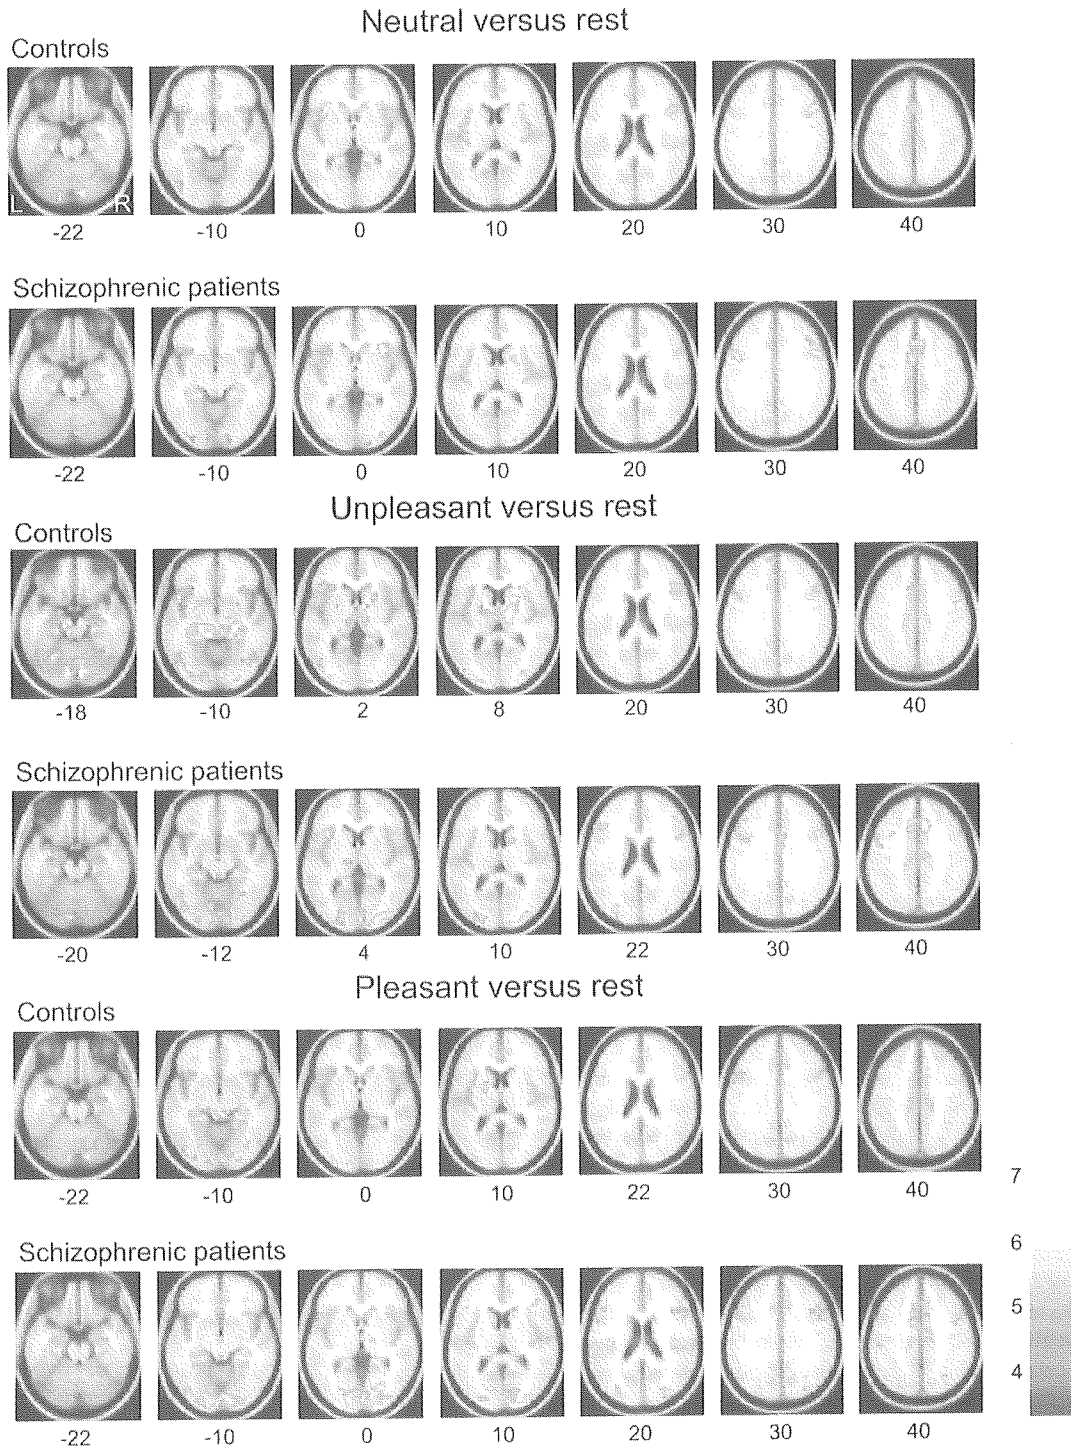 Neutral versus rest
Controls
L R
-22 -10 0 10 20 30 40
Schizophrenic patients
-22 -10 0 10 20 30 40
Unpleasant versus rest
Controls
-18 -10 2 8 20 30 40
Schizophrenic patients
-20 -12 4 10 22 30 40
Pleasant versus rest
Controls
-22 -10 0 10 22 30 40
Schizophrenic patients
-22 -10 0 10 20 30 40
7
6
5
4